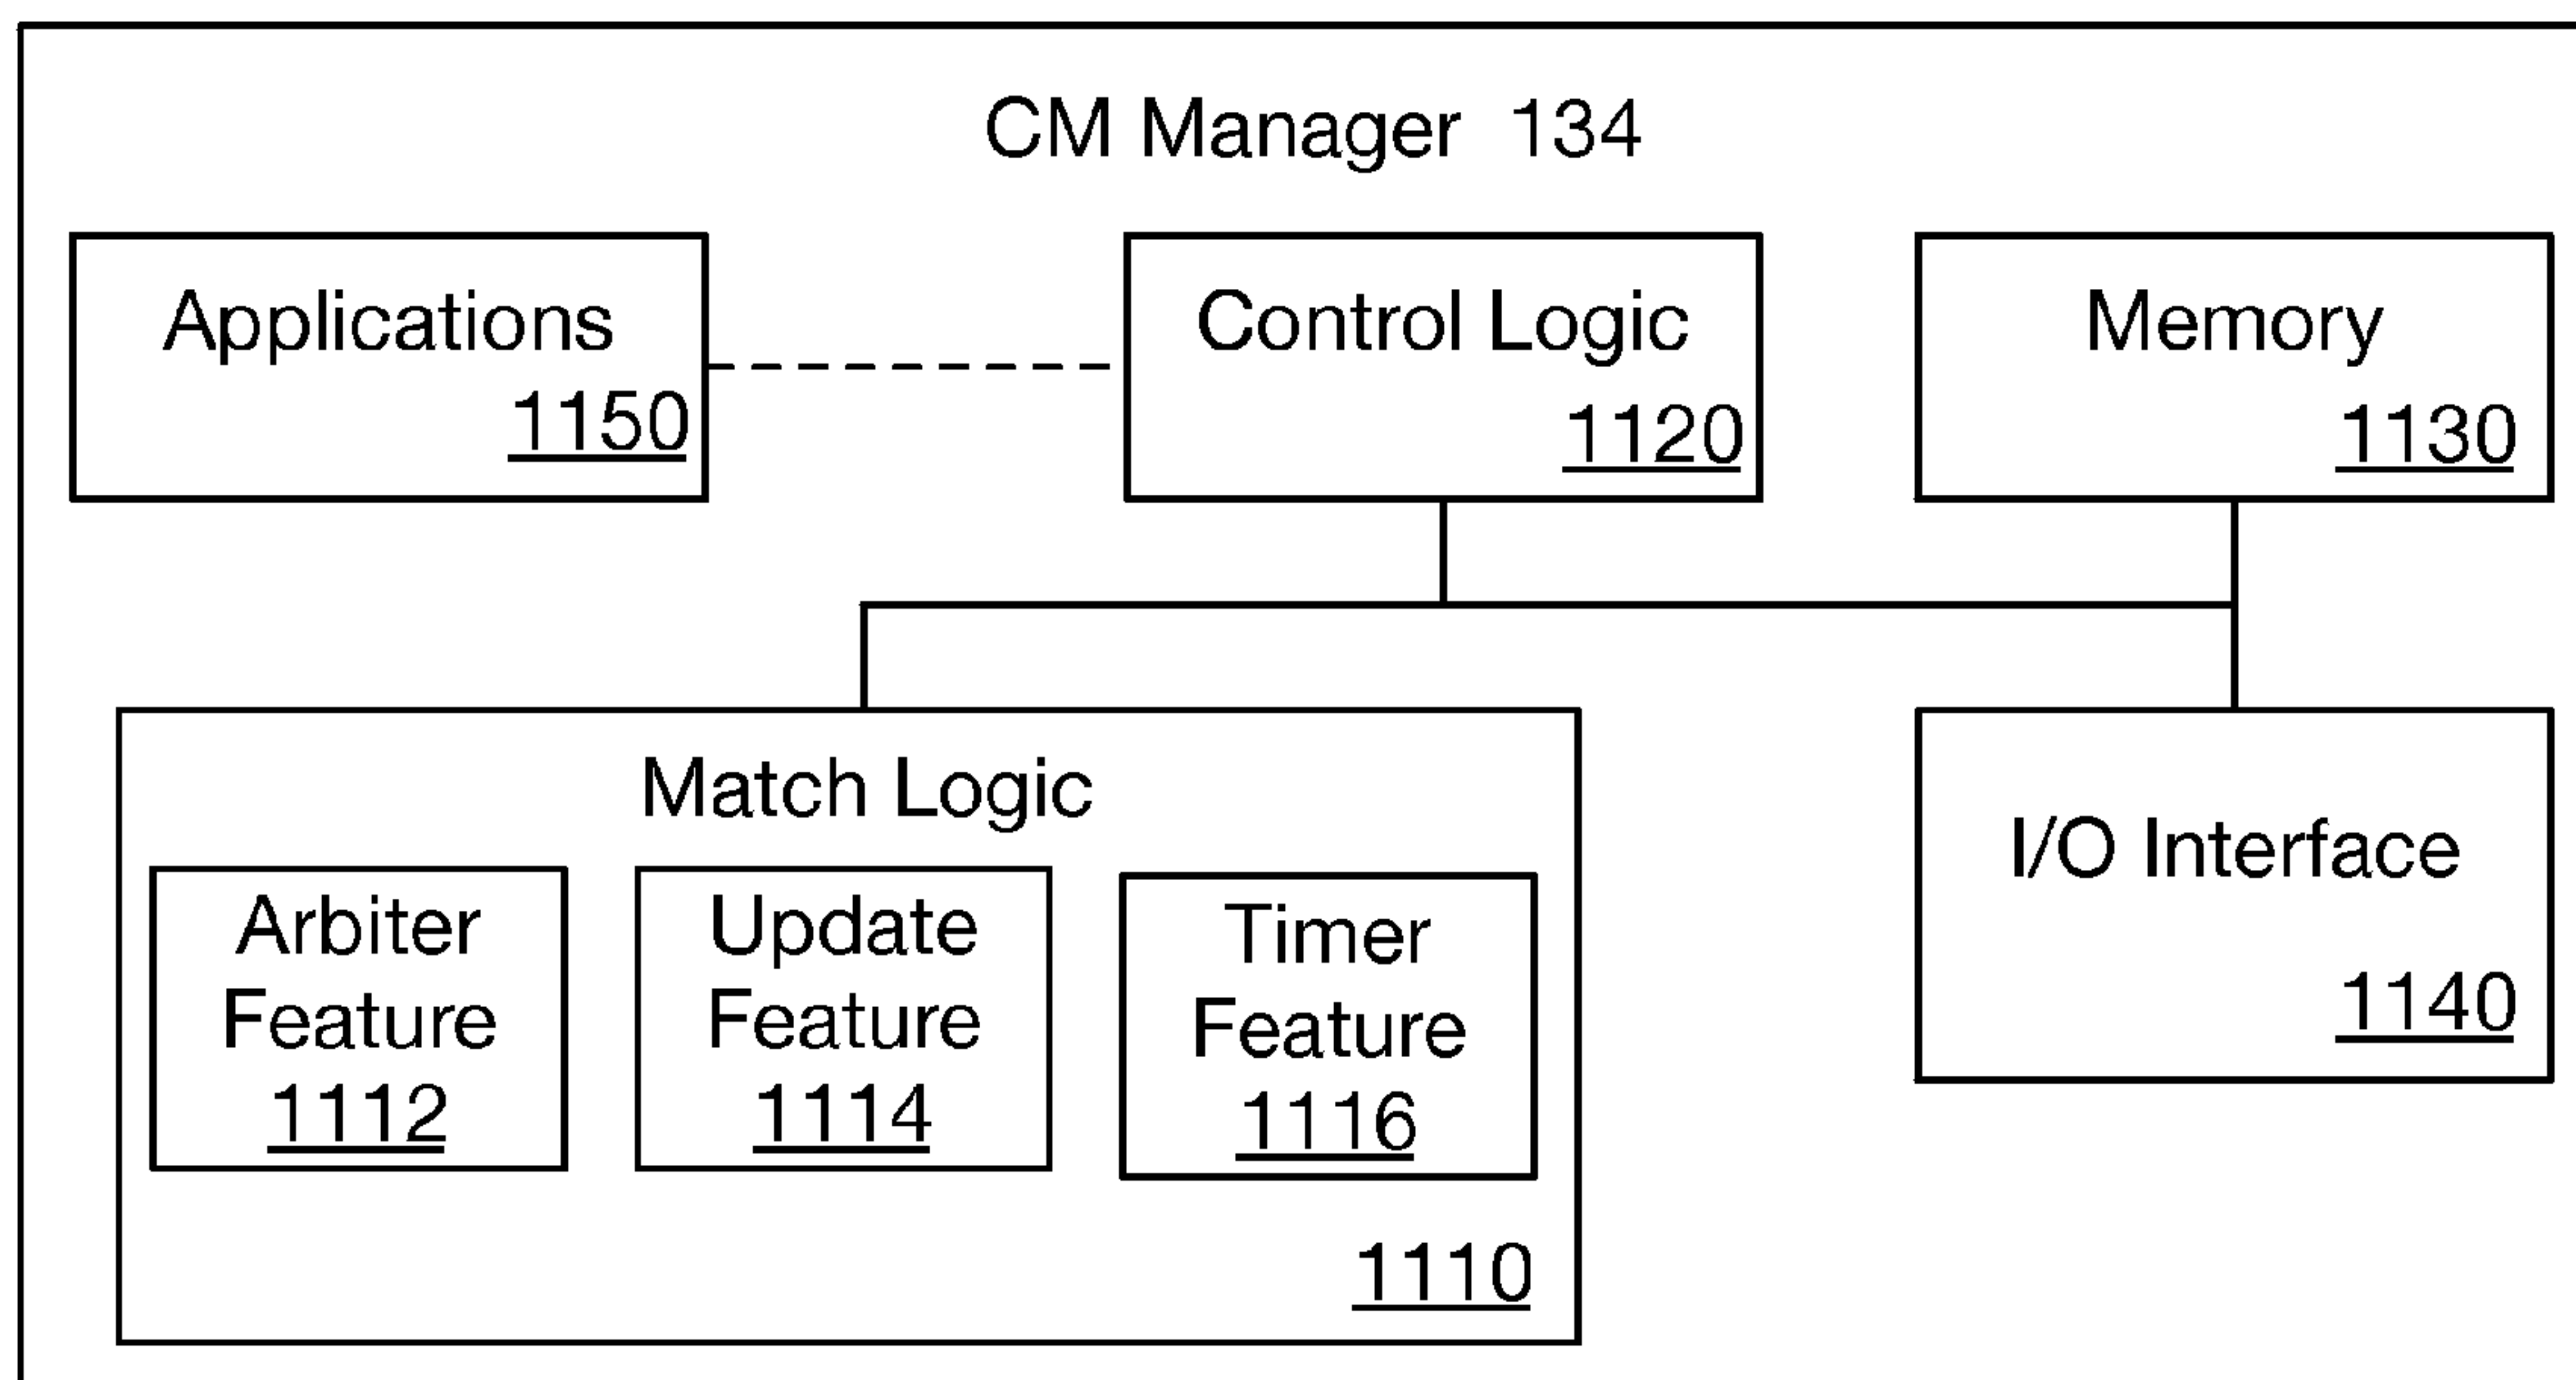 CM Manager 134
Applications
1150
Control Logic
1120
Memory
1130
Match Logic
Arbiter
Feature
1112
Update
Feature
1114
Timer
Feature
1116
1110
I/O Interface
1140